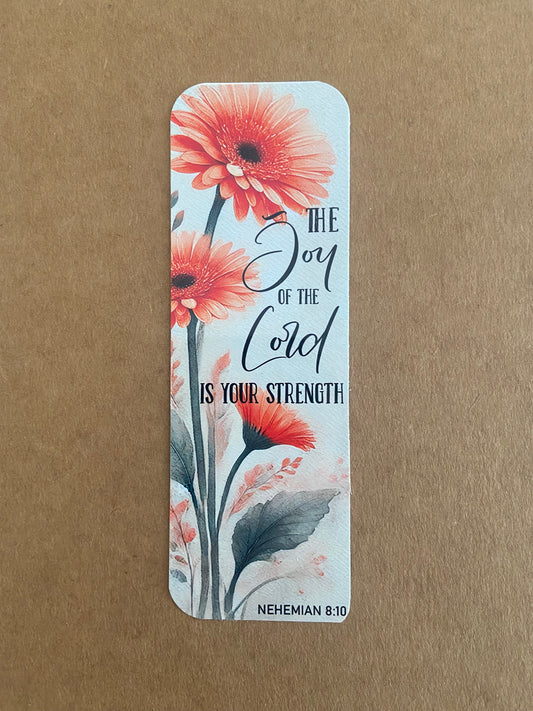 THE
Joy
OF THE
Lord
IS YOUR STRENGTH
NEHEMIAN 8:10